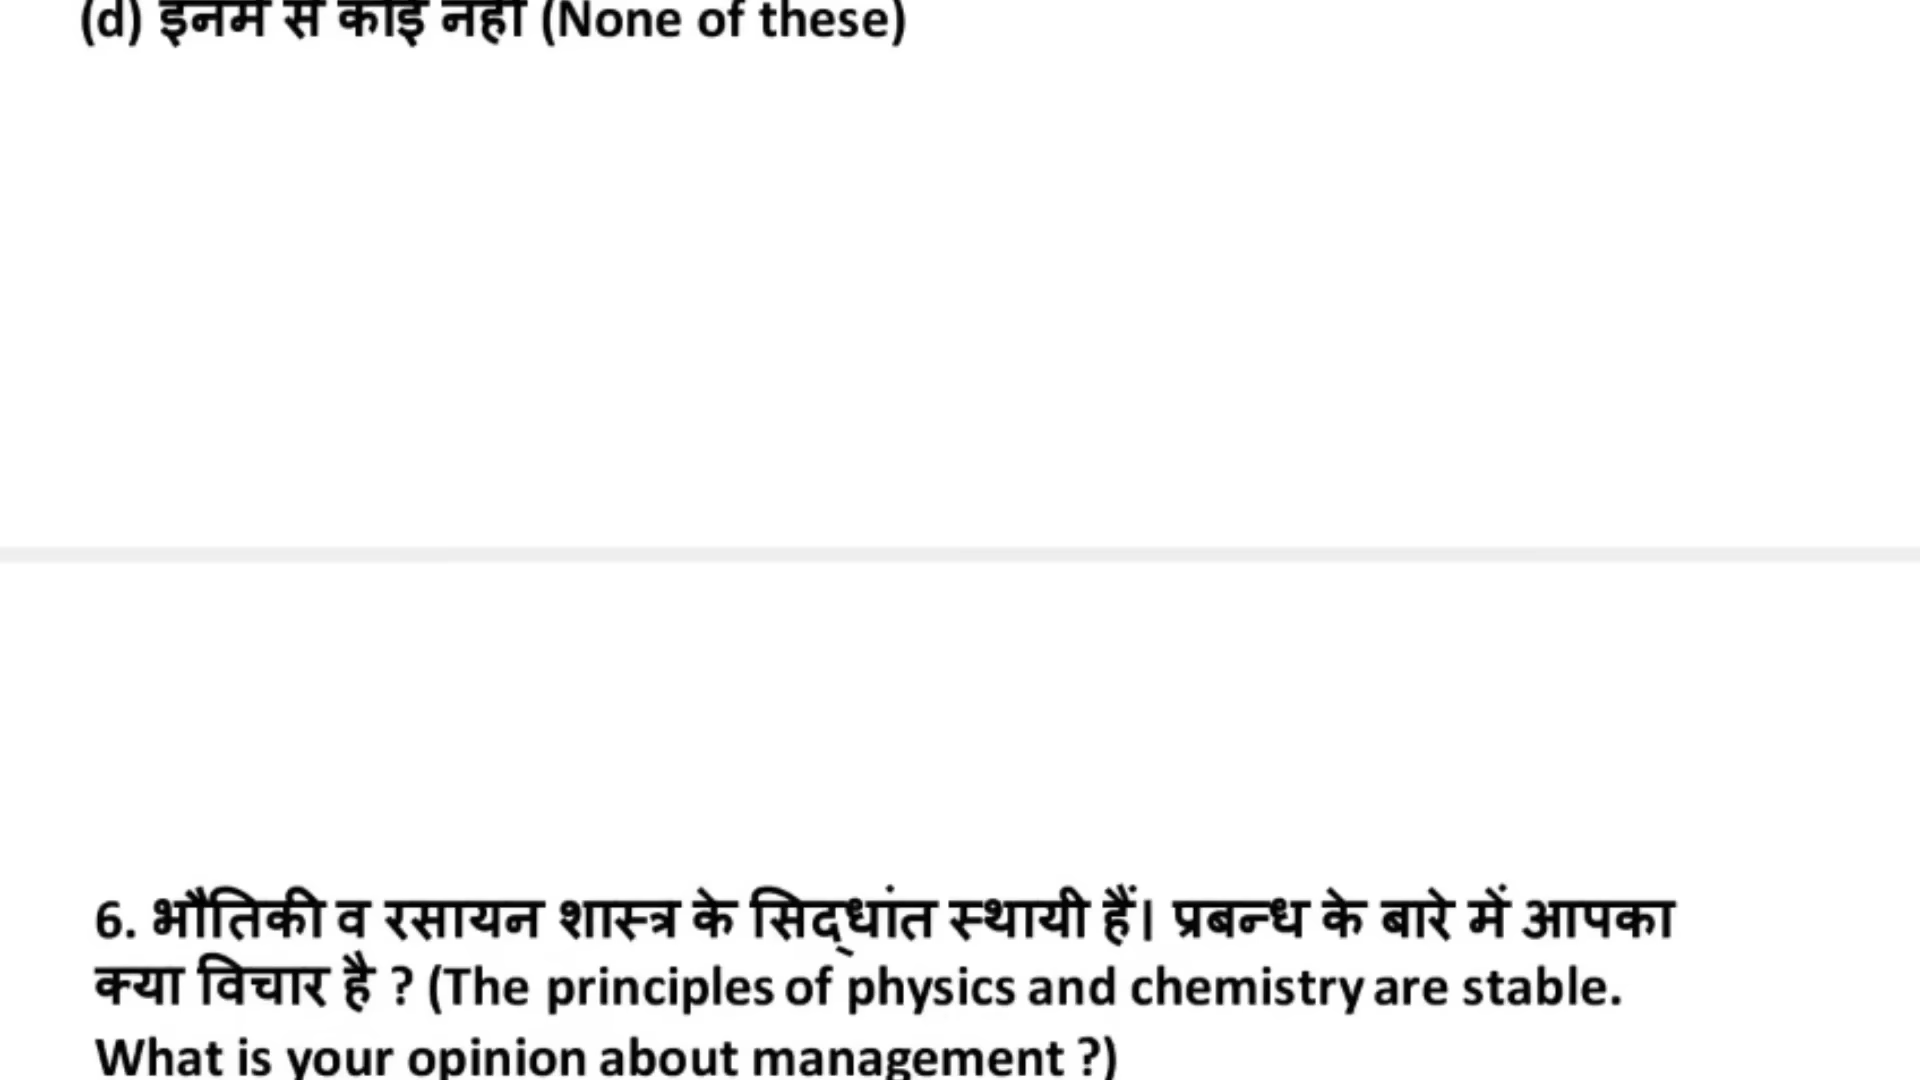 (d) इनमें से कोई नहीं (None of these)
6. भौतिकी व रसायन शास्त्र के सिद्धांत स्थायी हैं। प्रबन्ध के बारे में आपका
क्या विचार है ? (The principles of physics and chemistry are stable.
What is your opinion about management ?)